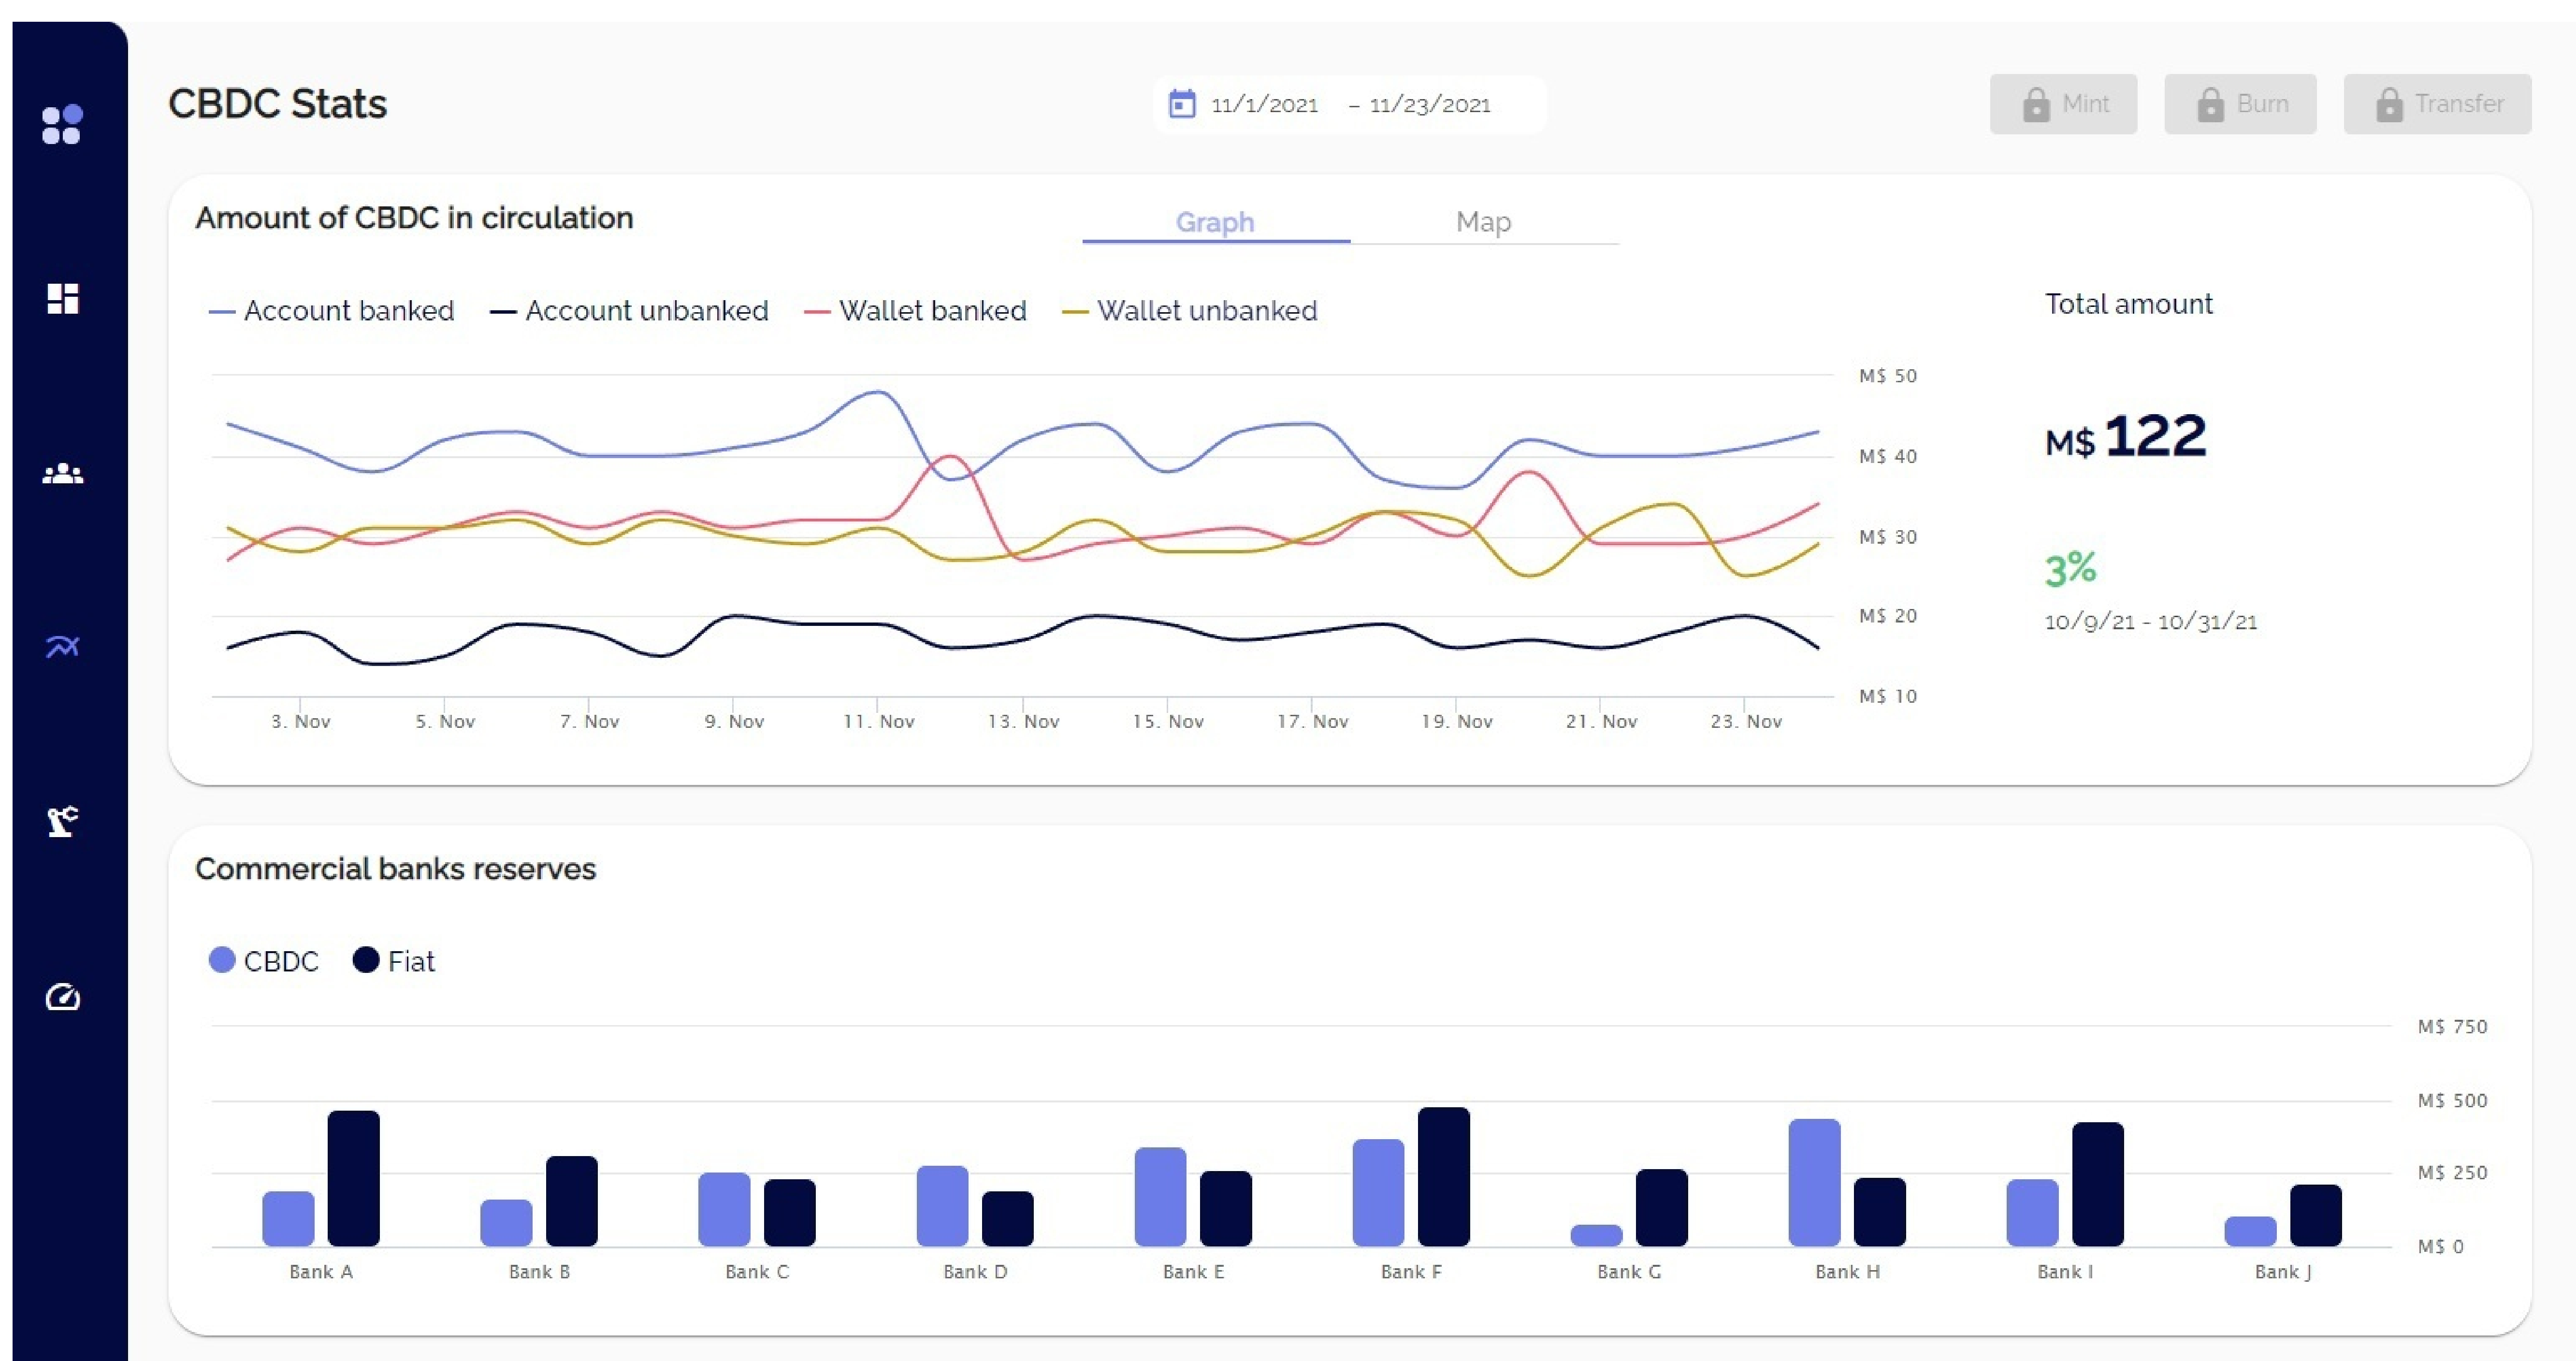 CBDC Stats
11/1/2021 – 11/23/2021
Mint
Burn
Transfer
Amount of CBDC in circulation
Graph
Map
Account banked
Account unbanked
Wallet banked
Wallet unbanked
M$ 50
M$ 40
M$ 30
M$ 20
M$ 10
3. Nov
5. Nov
7. Nov
9. Nov
11. Nov
13. Nov
15. Nov
17. Nov
19. Nov
21. Nov
23. Nov
Total amount
M$ 122
3%
10/9/21 - 10/31/21
Commercial banks reserves
CBDC
Fiat
M$ 750
M$ 500
M$ 250
M$ 0
Bank A
Bank B
Bank C
Bank D
Bank E
Bank F
Bank G
Bank H
Bank I
Bank J